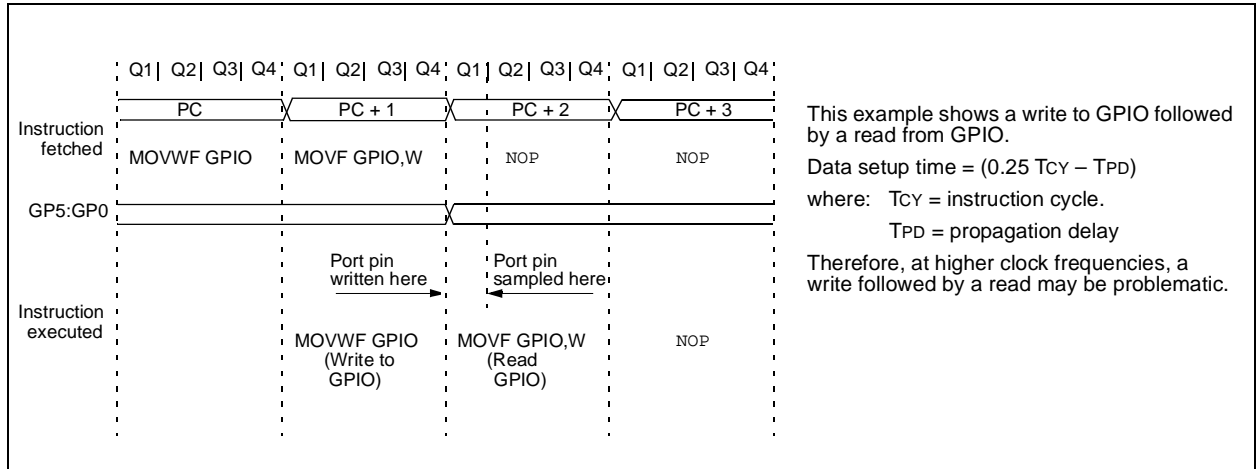 Q1| Q2| Q3| Q4 Q1| Q2| Q3| Q4 Q1| Q2| Q3| Q4 Q1| Q2| Q3| Q4
PC PC + 1 PC + 2 PC + 3
Instruction
fetched
MOVWF GPIO MOVF GPIO,W NOP NOP
GP5:GP0
Port pin
written here
Port pin
sampled here
Instruction
executed
MOVWF GPIO
(Write to
GPIO)
MOVF GPIO,W
(Read
GPIO)
NOP
This example shows a write to GPIO followed
by a read from GPIO.
Data setup time = (0.25 TCY – TPD)
where: TCY = instruction cycle.
TPD = propagation delay
Therefore, at higher clock frequencies, a
write followed by a read may be problematic.